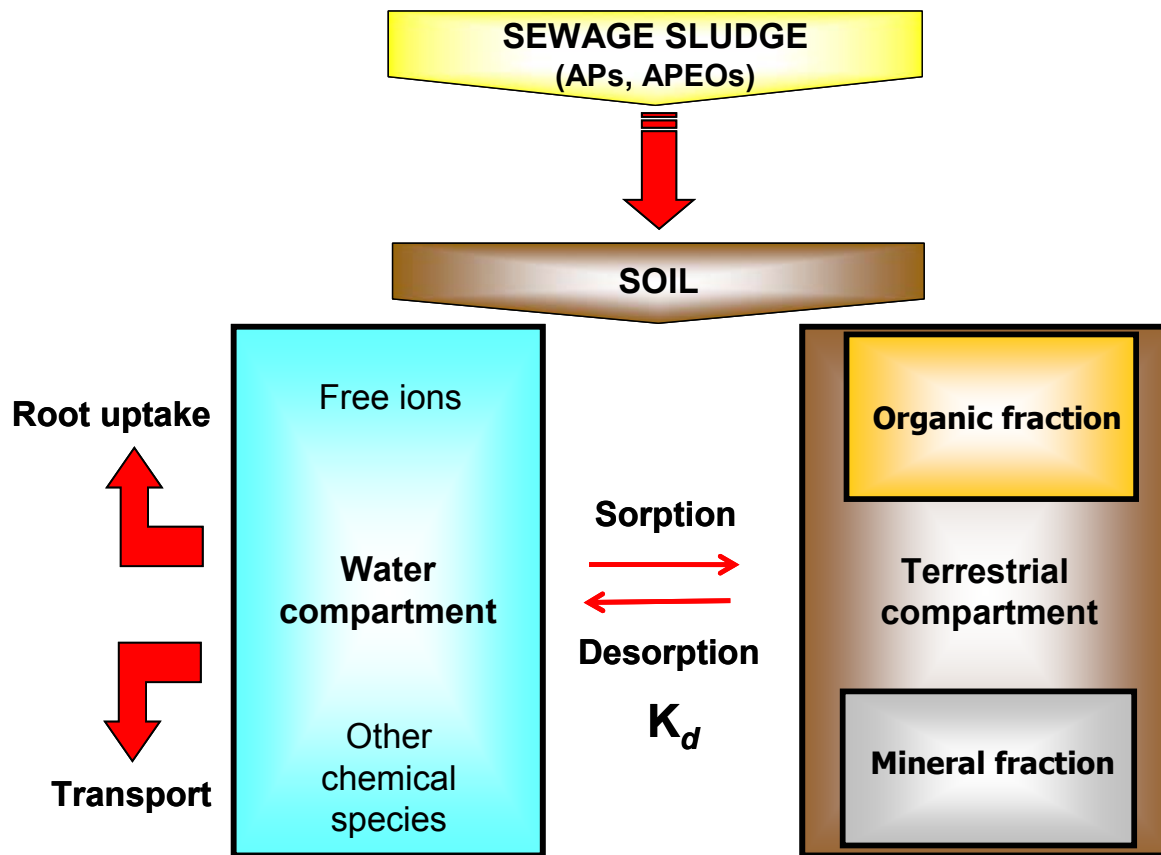 SEWAGE SLUDGE
(APs, APEOs)
SOIL
Root uptake
Transport
Free ions
Water
compartment
Other
chemical
species
Sorption
Desorption
Kd
Organic fraction
Terrestrial
compartment
Mineral fraction